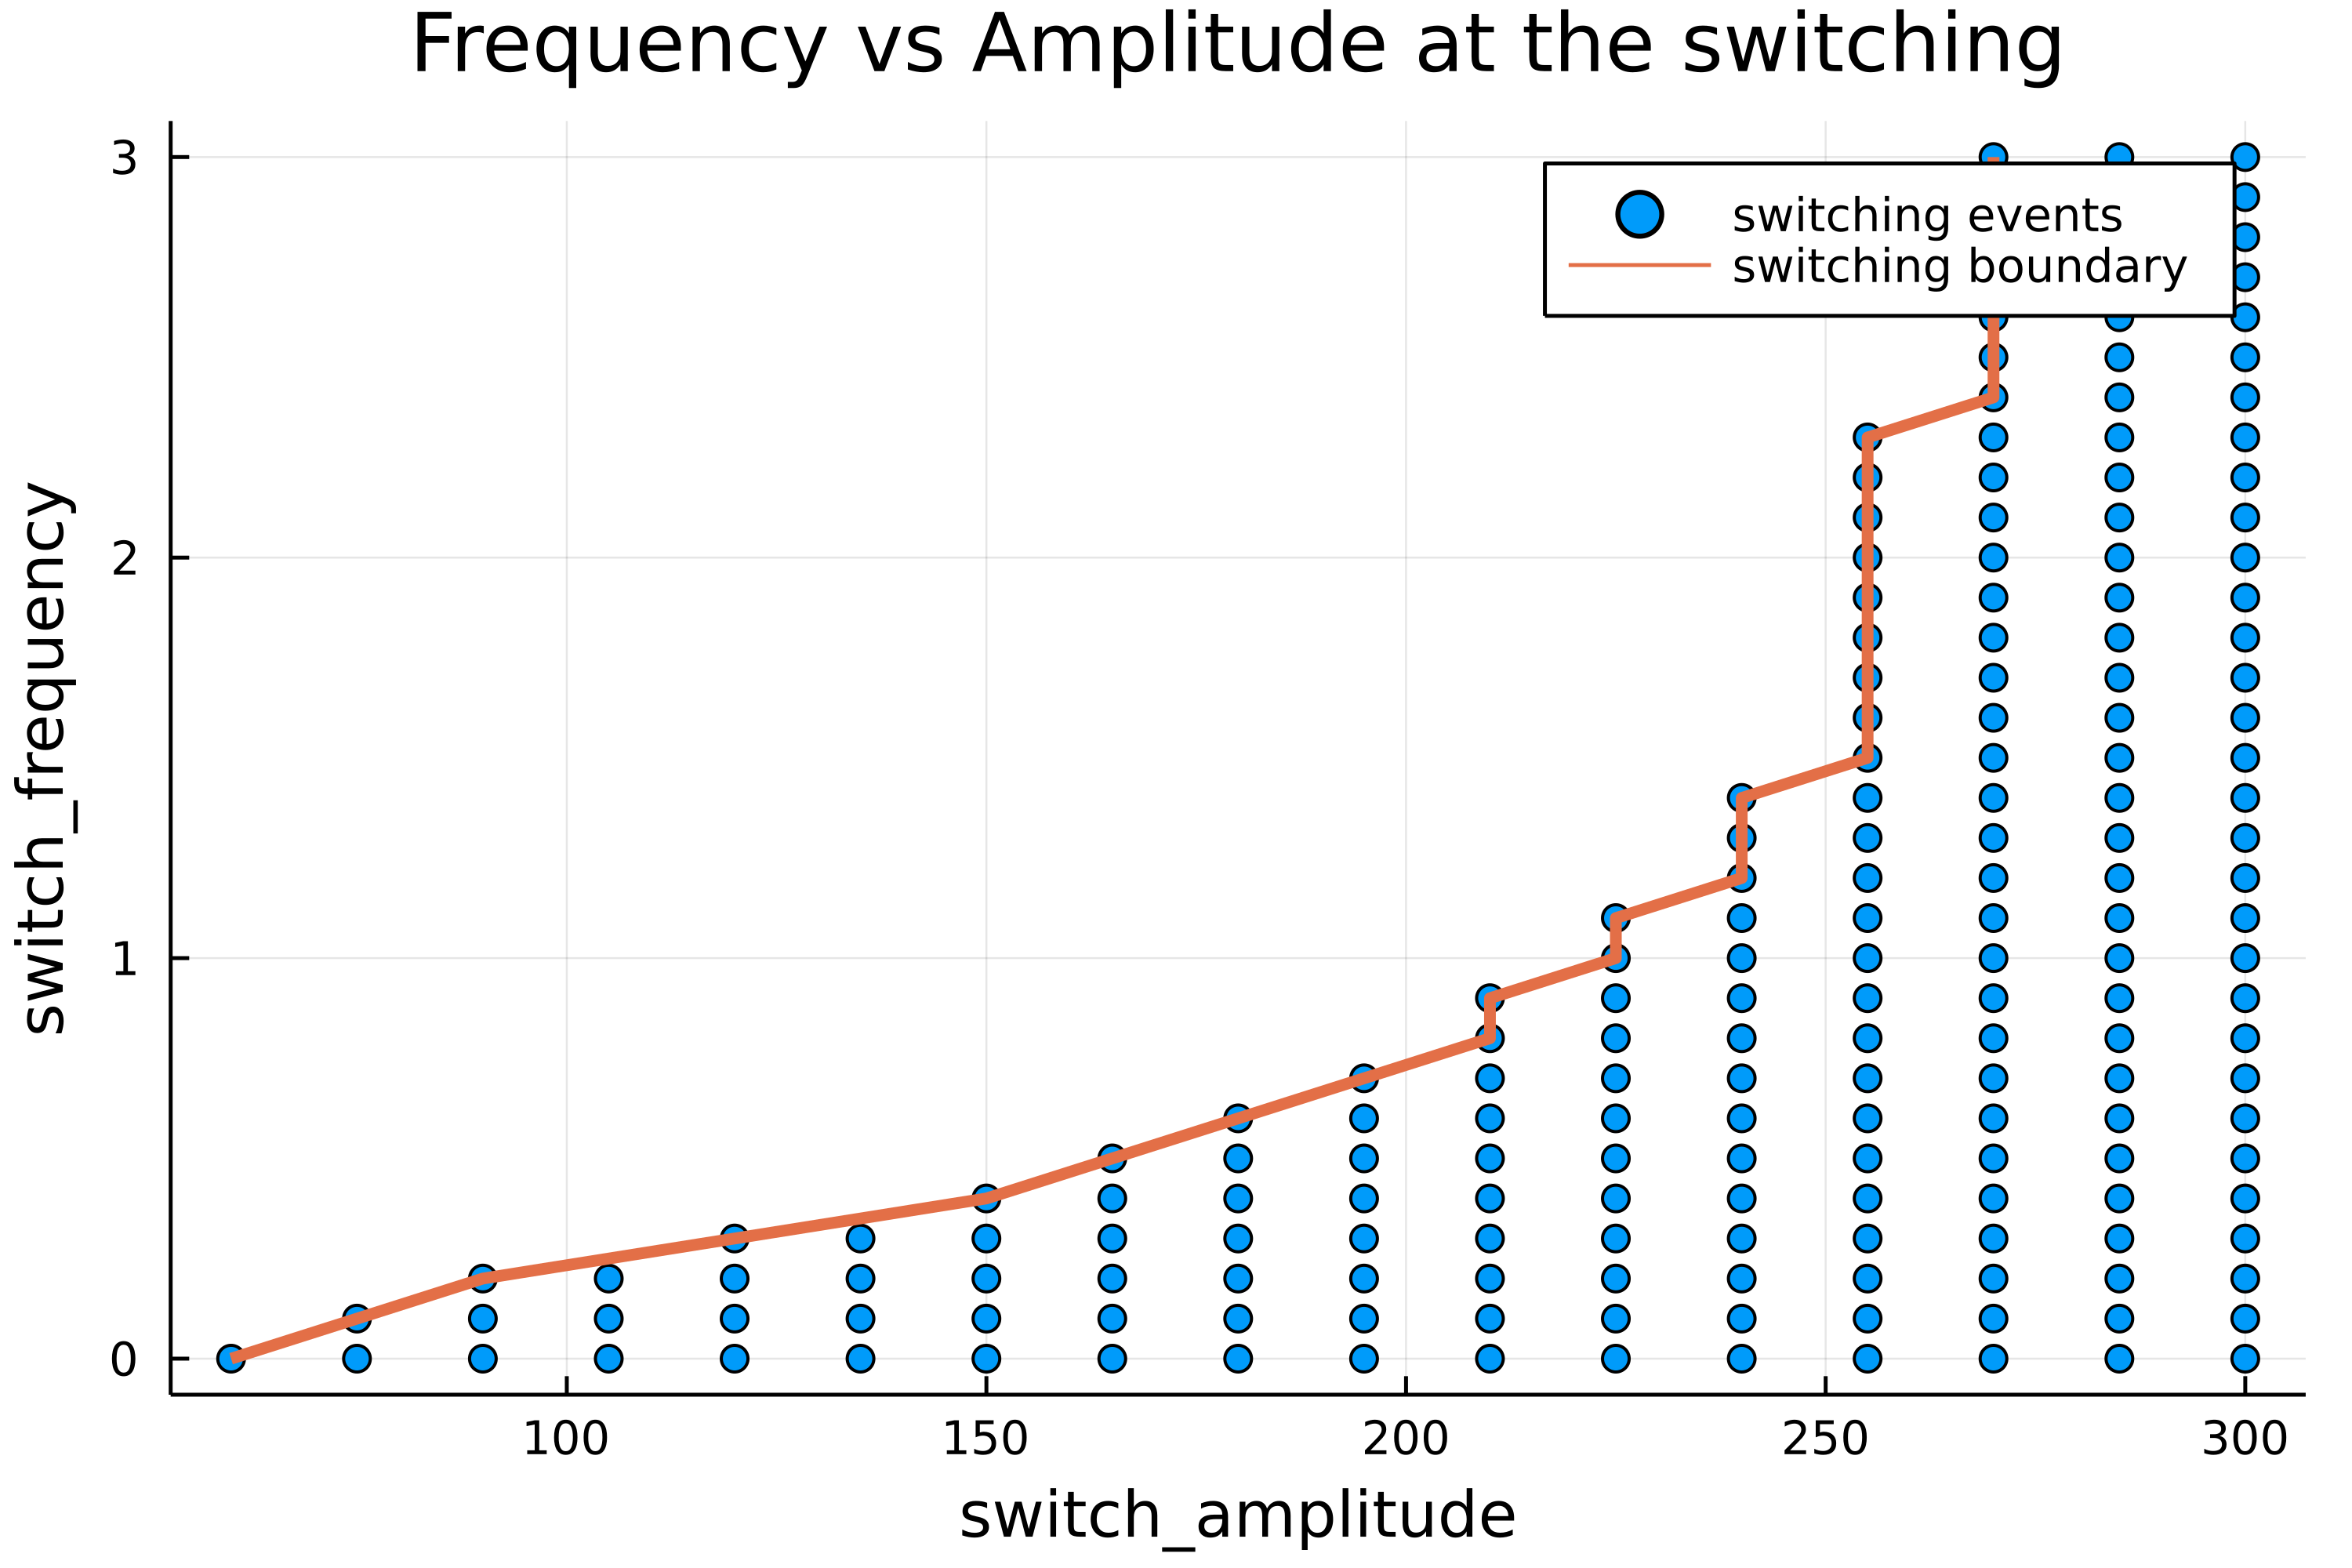 Frequency vs Amplitude at the switching
switching events
switching boundary
3
2
1
0
switch_frequency
100 150 200 250 300
switch_amplitude